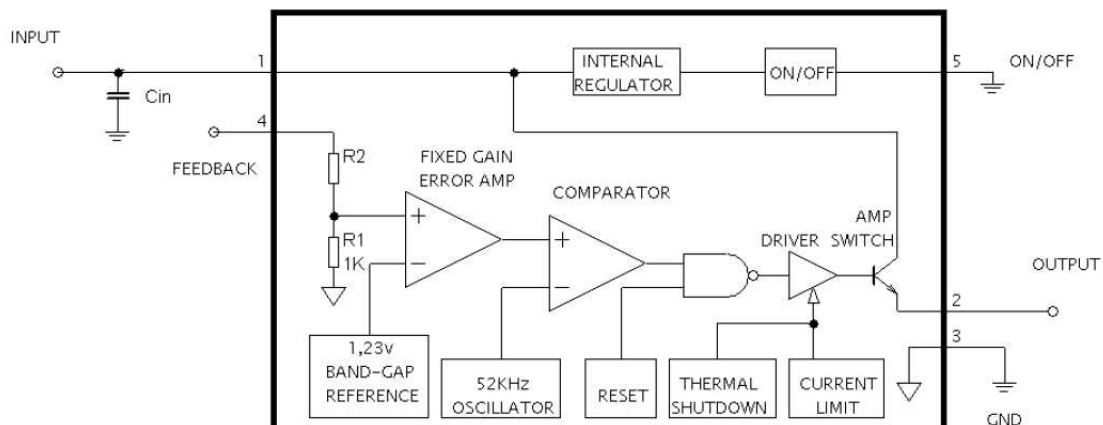 INPUT
1
INTERNAL
REGULATOR
ON/OFF
5
ON/OFF
Cin
4
FEEDBACK
R2
FIXED GAIN
ERROR AMP
COMPARATOR
AMP
DRIVER SWITCH
+
−
R1
1K
+
−
OUTPUT
2
3
1,23v
BAND-GAP
REFERENCE
52KHz
OSCILLATOR
RESET
THERMAL
SHUTDOWN
CURRENT
LIMIT
GND